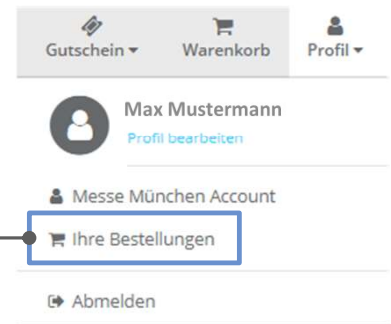 Gutschein Warenkorb Profil
Max Mustermann
Profil bearbeiten
Messe München Account
Ihre Bestellungen
Abmelden